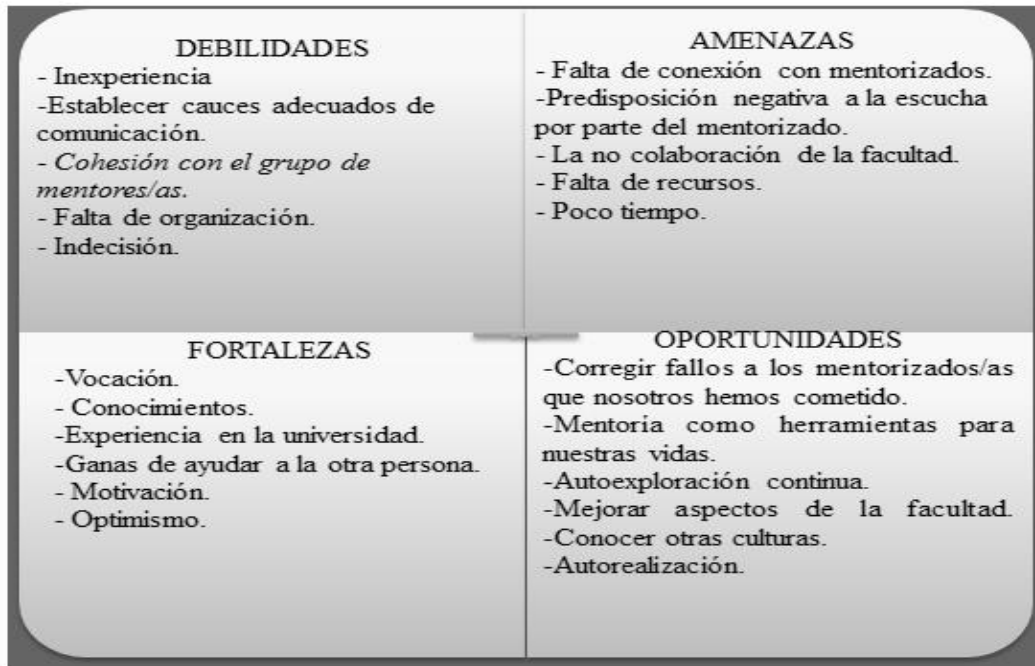 DEBILIDADES
- Inexperiencia
-Establecer cauces adecuados de
comunicación.
- Cohesión con el grupo de
mentores/as.
- Falta de organización.
- Indecisión.
AMENAZAS
- Falta de conexión con mentorizados.
-Predisposición negativa a la escucha
por parte del mentorizado.
- La no colaboración de la facultad.
- Falta de recursos.
- Poco tiempo.
FORTALEZAS
-Vocación.
- Conocimientos.
-Experiencia en la universidad.
-Ganas de ayudar a la otra persona.
- Motivación.
- Optimismo.
OPORTUNIDADES
-Corregir fallos a los mentorizados/as
que nosotros hemos cometido.
-Mentoría como herramientas para
nuestras vidas.
-Autoexploración continua.
-Mejorar aspectos de la facultad.
-Conocer otras culturas.
-Autorealización.